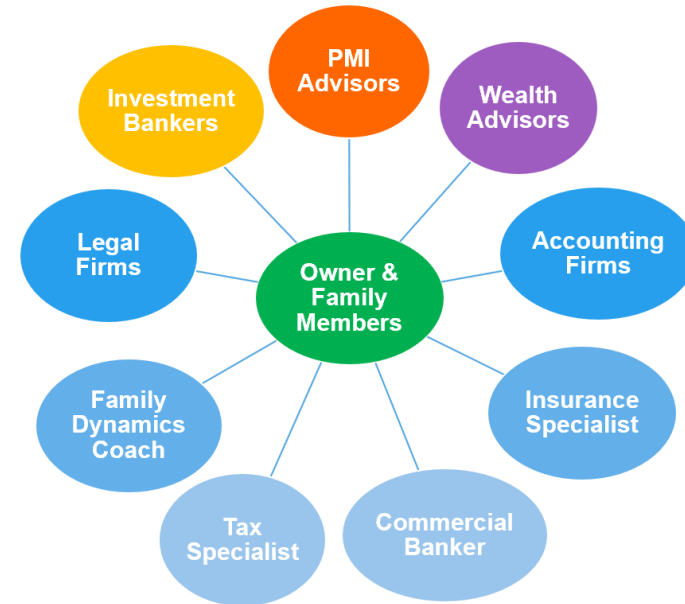 PMI
Advisors
Wealth
Advisors
Accounting
Firms
Insurance
Specialist
Commercial
Banker
Tax
Specialist
Family
Dynamics
Coach
Legal
Firms
Investment
Bankers
Owner &
Family
Members